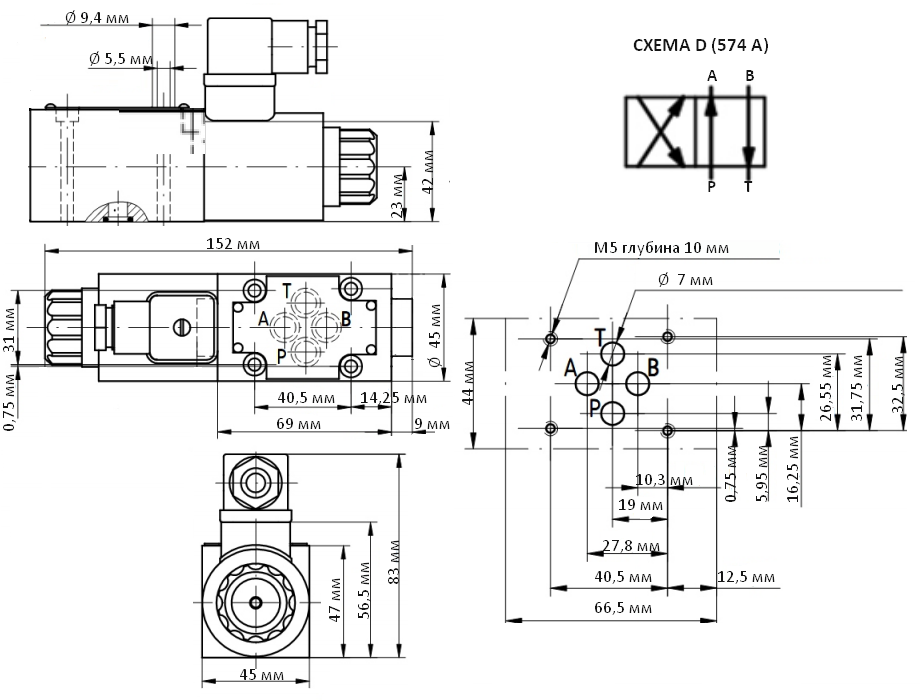 Ø 9,4 мм
Ø 5,5 мм
42 мм
23 мм
СХЕМА D (574 А)
A B
P T
152 мм
T
A B
P
31 мм
0,75 мм
Ø 45 мм
40,5 мм
14,25 мм
69 мм
9 мм
М5 глубина 10 мм
Ø 7 мм
T
A B
P
44 мм
26,55 мм
31,75 мм
32,5 мм
0,75 мм
5,95 мм
16,25 мм
10,3 мм
19 мм
27,8 мм
40,5 мм
12,5 мм
66,5 мм
47 мм
56,5 мм
83 мм
45 мм